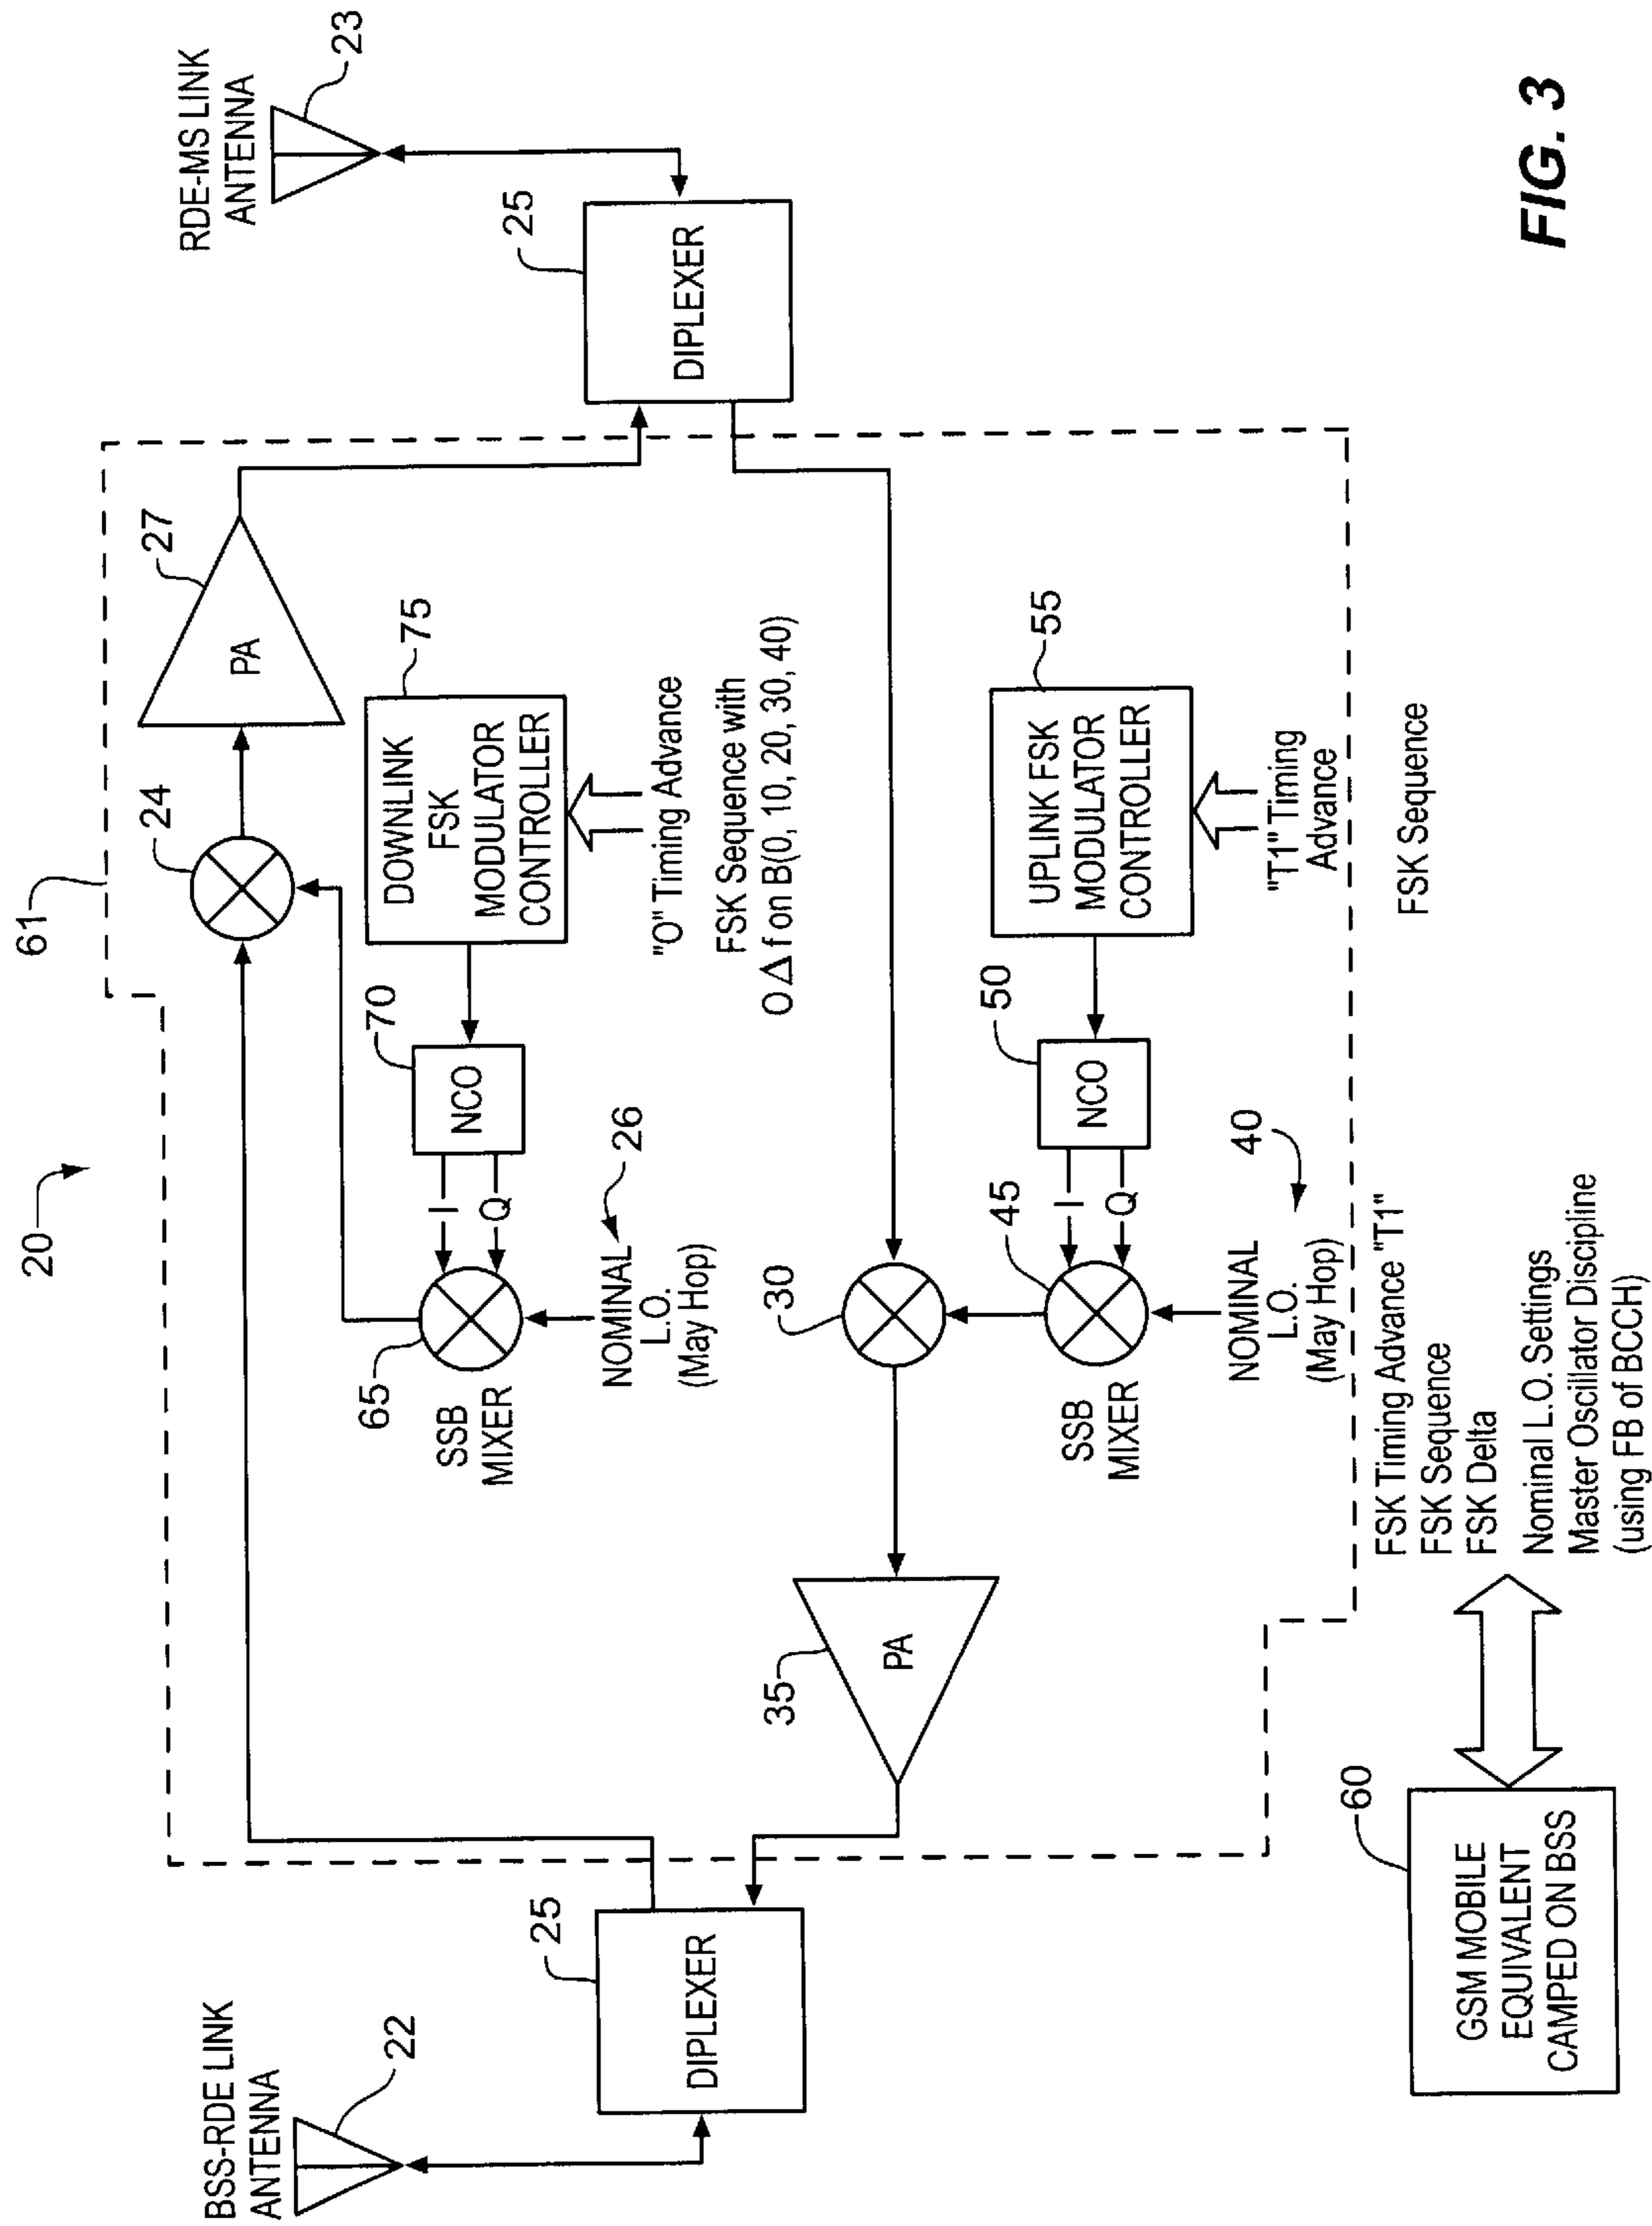 20
61
BSS-RDE LINK
ANTENNA
22
25
DIPLEXER
RDE-MS LINK
ANTENNA
23
25
DIPLEXER
24
27
PA
65
SSB
MIXER
I
Q
70
NCO
75
DOWNLINK
FSK
MODULATOR
CONTROLLER
NOMINAL
L.O.
(May Hop)
26
"O" Timing Advance
FSK Sequence with
O Δ f on B(0, 10, 20, 30, 40)
35
PA
30
SSB
MIXER
45
I
Q
50
NCO
55
UPLINK FSK
MODULATOR
CONTROLLER
NOMINAL
L.O.
(May Hop)
40
"T1" Timing
Advance
60
GSM MOBILE
EQUIVALENT
CAMPED ON BSS
FSK Timing Advance "T1"
FSK Sequence
FSK Delta
Nominal L.O. Settings
Master Oscillator Discipline
(using FB of BCCH)
FSK Sequence
FIG. 3